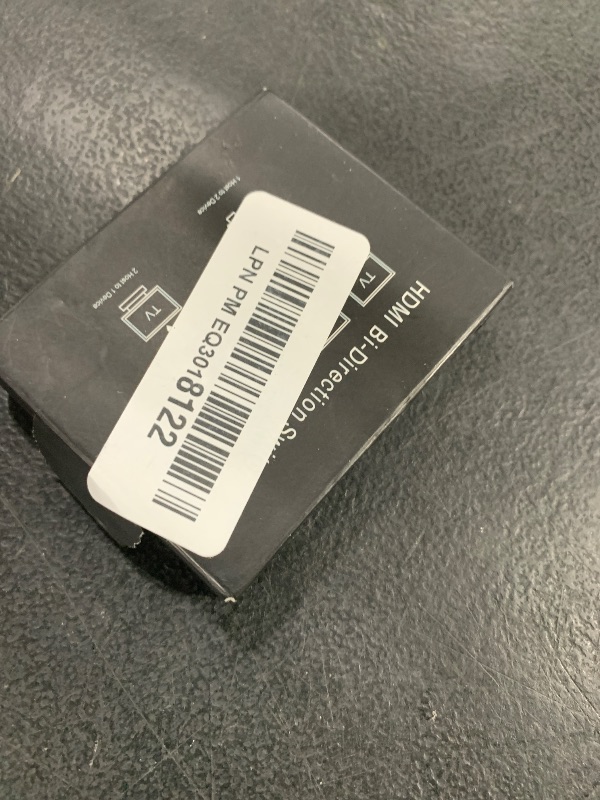 HDMI Bi-Direction
1 Host to 2 Device
TV
2 Host to 1 Device
TV
LPN PM EQ3018122